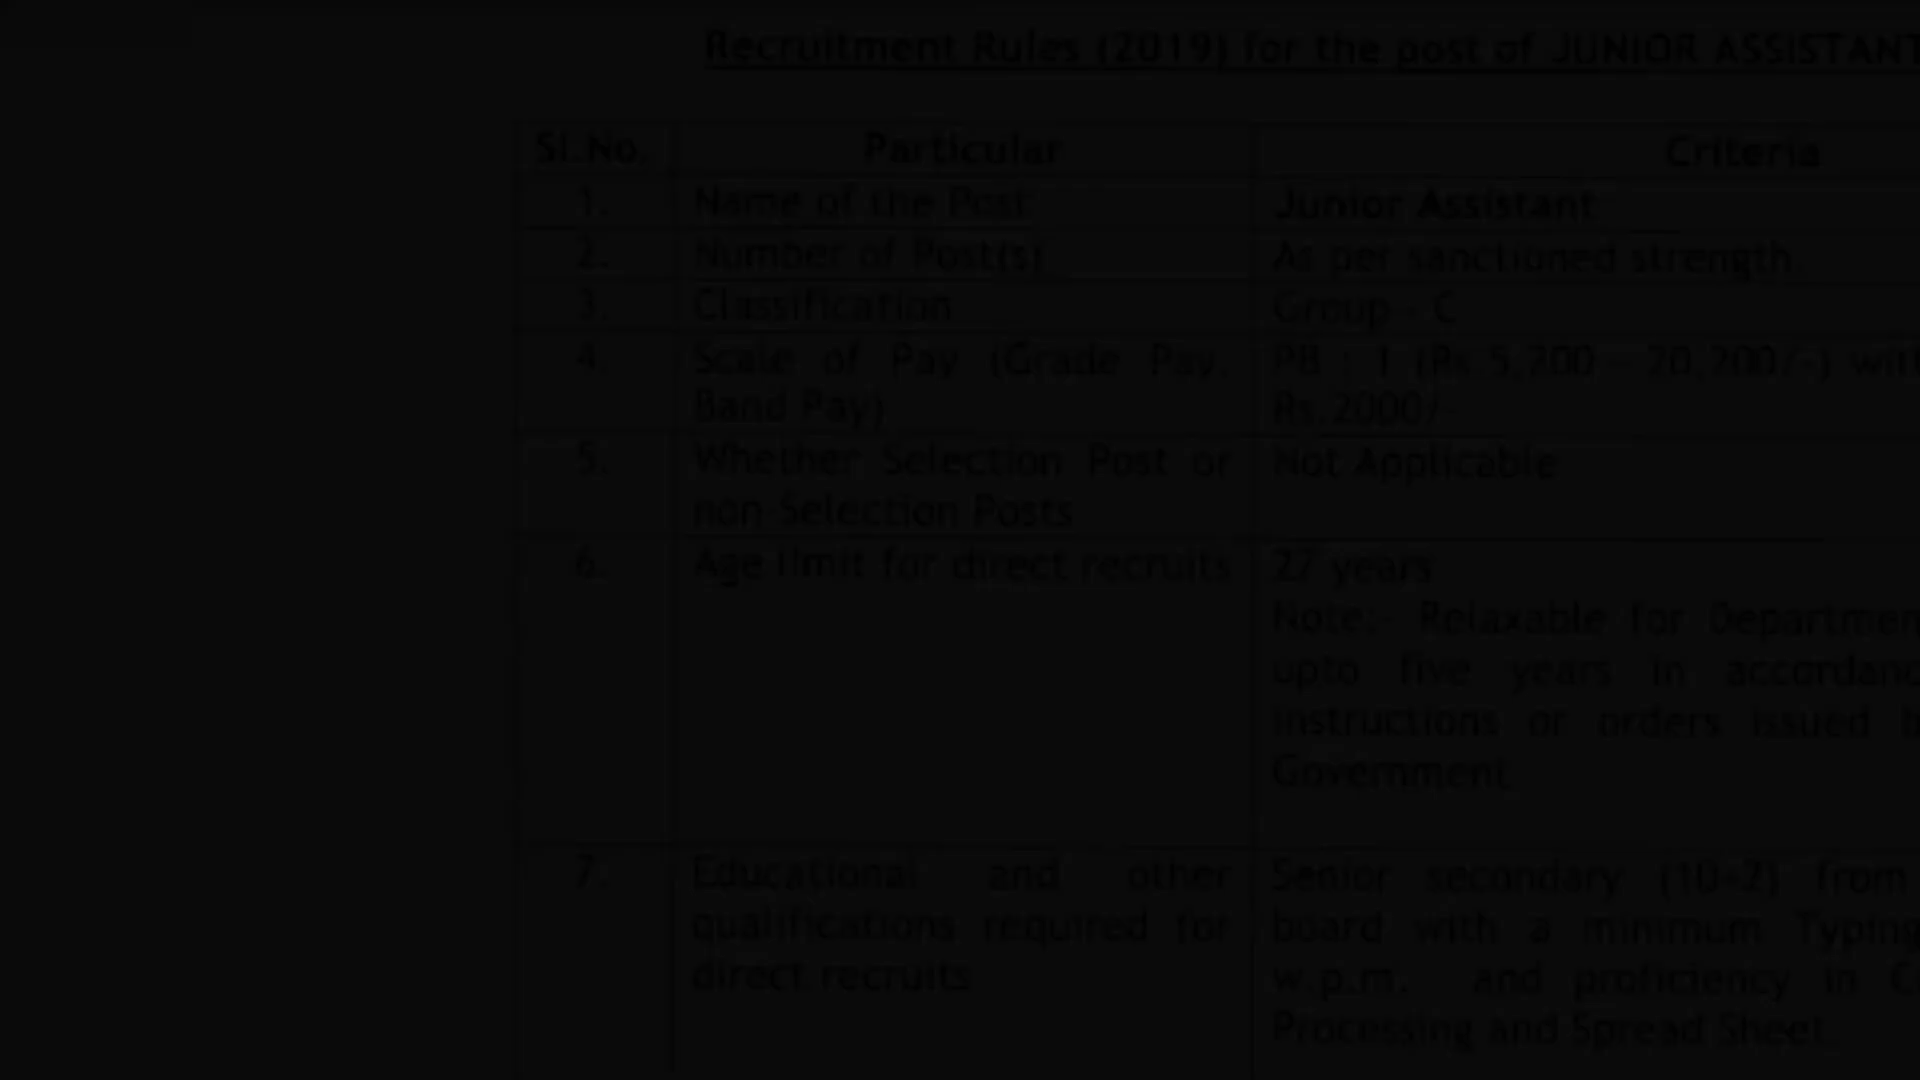 Recruitment Rules (2019) for the post of JUNIOR ASSISTANT
Sl.No. Particular Criteria
1. Name of the Post Junior Assistant
2. Number of Post(s) As per sanctioned strength.
3. Classification Group - C
4. Scale of Pay (Grade Pay, PB : 1 (Rs.5,200 - 20,200/-) with
Band Pay) Rs.2000/-
5. Whether Selection Post or Not Applicable
non-Selection Posts
6. Age limit for direct recruits 27 years
Note:- Relaxable for
upto five years in
instructions or orders issued
Government
7. Educational and other Senior secondary (10+2) from
qualifications required for board with a minimum Typing
direct recruits w.p.m. and proficiency in
Processing and Spread Sheet.